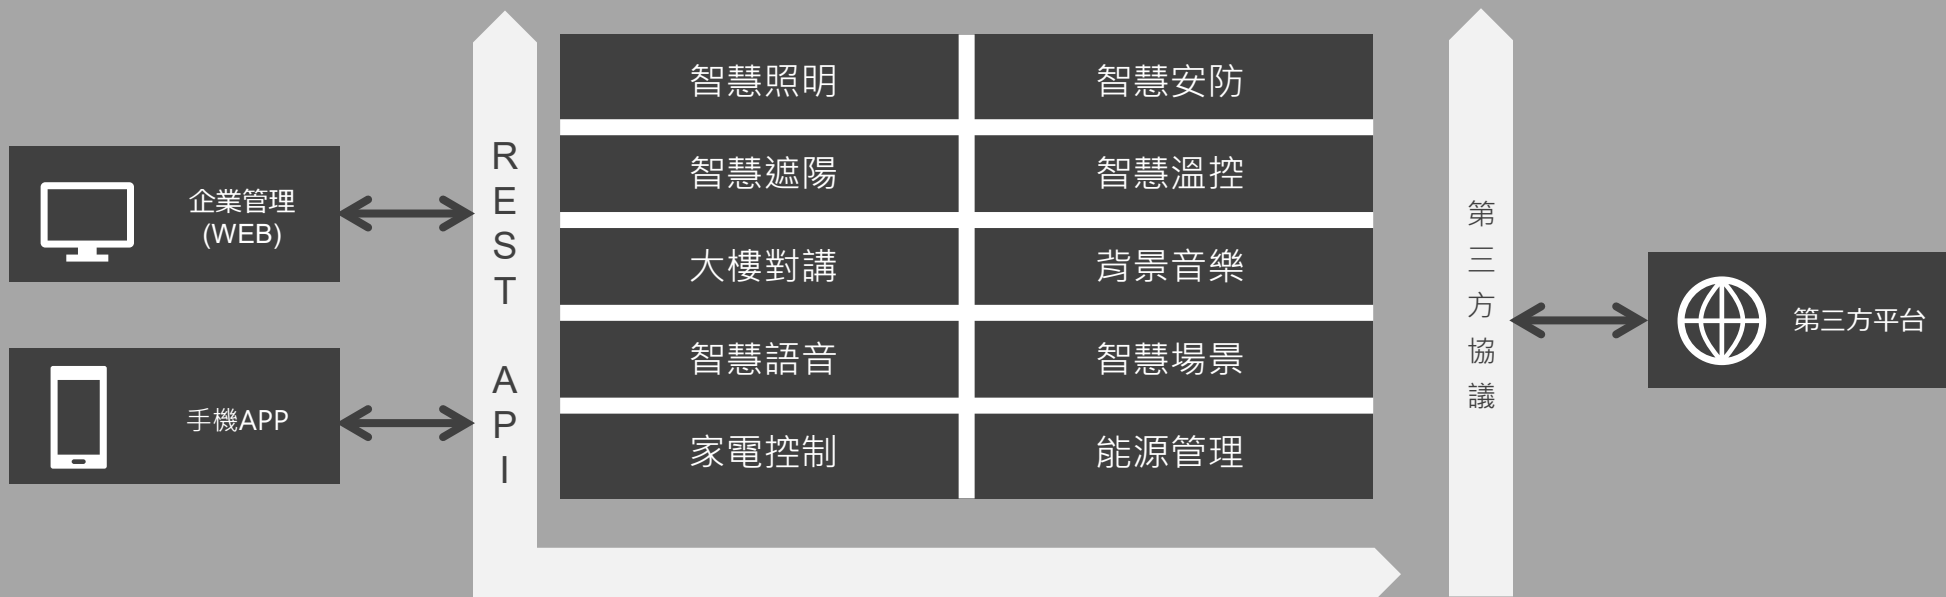 企業管理
(WEB)
手機APP
REST API
智慧照明
智慧安防
智慧遮陽
智慧溫控
大樓對講
背景音樂
智慧語音
智慧場景
家電控制
能源管理
第三方協議
第三方平台